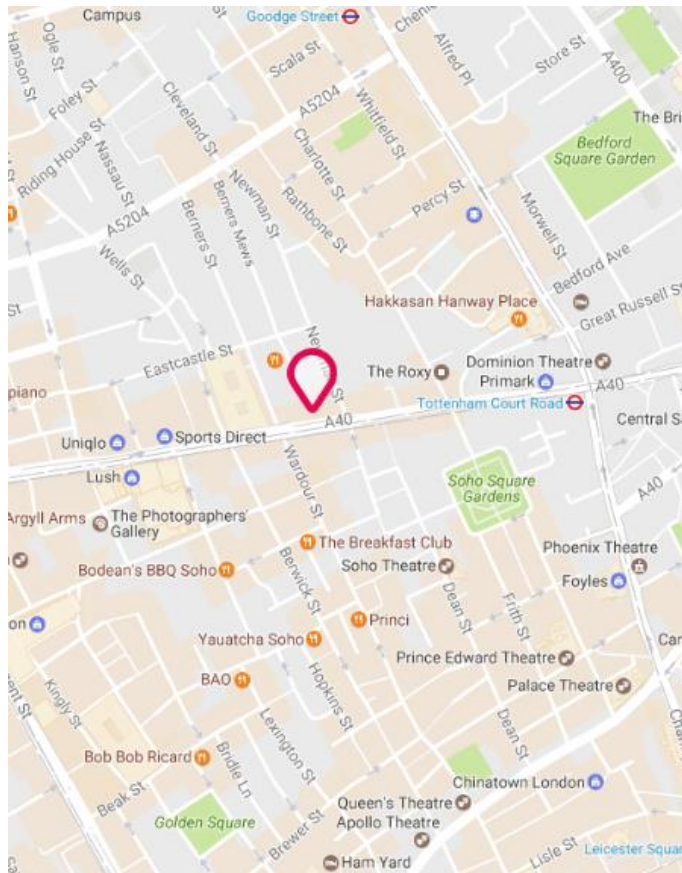 Campus
Goodge Street
Ogle St
Hanson St
Scala St
Cheni
Alfred Pl
Store St
A400
Foley St
Cleveland St
A5204
Whitfield St
The Bri
Riding House St
Nassau St
Charlotte St
Bedford
Square Garden
Newman St
Rathbone St
Percy St
Berners Mews
Berners St
A5204
Wells St
Morwell St
Bedford Ave
Hakkasan Hanway Place
Great Russell St
St
Eastcastle St
The Roxy
Dominion Theatre
Primark
piano
A40
Tottenham Court Road
A40
Uniqlo
Sports Direct
Central S
Lush
Wardour St
Soho Square
Gardens
A40
Argyll Arms
The Photographers'
Gallery
The Breakfast Club
Phoenix Theatre
Bodean's BBQ Soho
Soho Theatre
Foyles
Berwick St
Dean St
Frith St
on
Princi
Yauatcha Soho
Prince Edward Theatre
Car
BAO
Hopkins St
Palace Theatre
Kingly St
Lexington St
Dean St
Bob Bob Ricard
Bridle Ln
Beak St
Chinatown London
Golden Square
Queen's Theatre
Apollo Theatre
Brewer St
Lisle St
Leicester Squar
Ham Yard